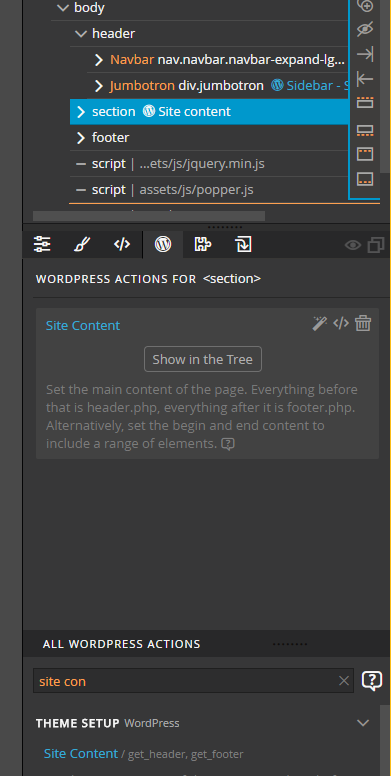 body
header
Navbar nav.navbar.navbar-expand-lg...
Jumbotron div.jumbotron Sidebar - S
section Site content
footer
script | ...ets/js/jquery.min.js
script | assets/js/popper.js
WORDPRESS ACTIONS FOR <section>
Site Content
Show in the Tree
Set the main content of the page. Everything before
that is header.php, everything after it is footer.php.
Alternatively, set the begin and end content to
include a range of elements.
ALL WORDPRESS ACTIONS
site con
THEME SETUP WordPress
Site Content / get_header, get_footer